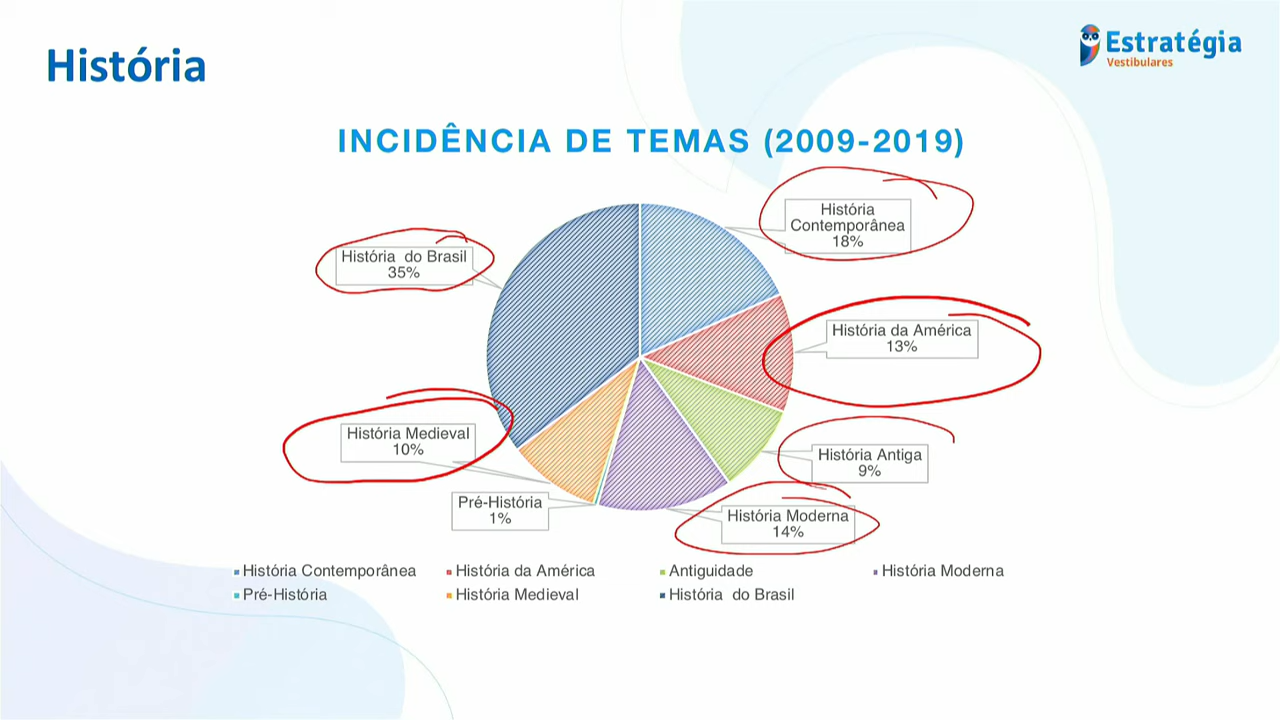 História
Estratégia
Vestibulares
INCIDÊNCIA DE TEMAS (2009-2019)
História
Contemporânea
18%
História do Brasil
35%
História da América
13%
História Medieval
10%
História Antiga
9%
Pré-História
1%
História Moderna
14%
História Contemporânea
História da América
Antiguidade
História Moderna
Pré-História
História Medieval
História do Brasil